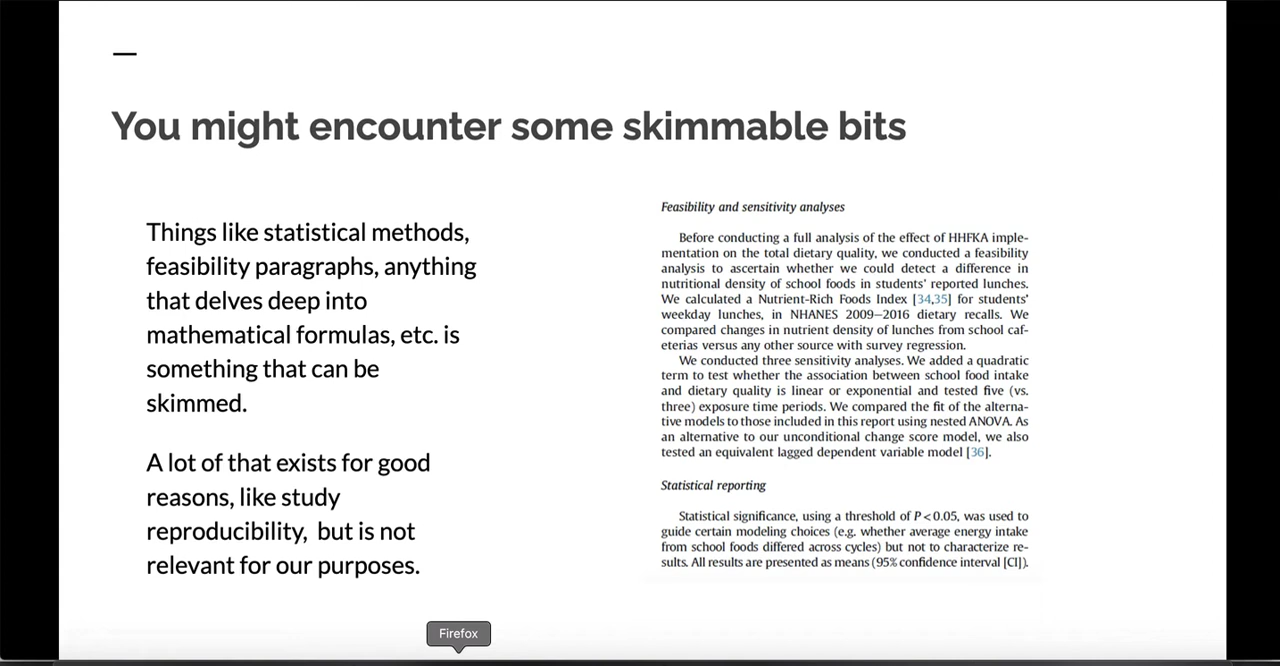 You might encounter some skimmable bits
Things like statistical methods,
feasibility paragraphs, anything
that delves deep into
mathematical formulas, etc. is
something that can be
skimmed.
A lot of that exists for good
reasons, like study
reproducibility,  but is not
relevant for our purposes.
Feasibility and sensitivity analyses
Before conducting a full analysis of the effect of HHFKA imple-
mentation on the total dietary quality, we conducted a feasibility
analysis to ascertain whether we could detect a difference in
nutritional density of school foods in students' reported lunches.
We calculated a Nutrient-Rich Foods Index [34,35] for students'
weekday lunches, in NHANES 2009–2016 dietary recalls. We
compared changes in nutrient density of lunches from school caf-
eterias versus any other source with survey regression.
We conducted three sensitivity analyses. We added a quadratic
term to test whether the association between school food intake
and dietary quality is linear or exponential and tested five (vs.
three) exposure time periods. We compared the fit of the alterna-
tive models to those included in this report using nested ANOVA. As
an alternative to our unconditional change score model, we also
tested an equivalent lagged dependent variable model [36].
Statistical reporting
Statistical significance, using a threshold of P < 0.05, was used to
guide certain modeling choices (e.g. whether average energy intake
from school foods differed across cycles) but not to characterize re-
sults. All results are presented as means (95% confidence interval [CI]).
Firefox